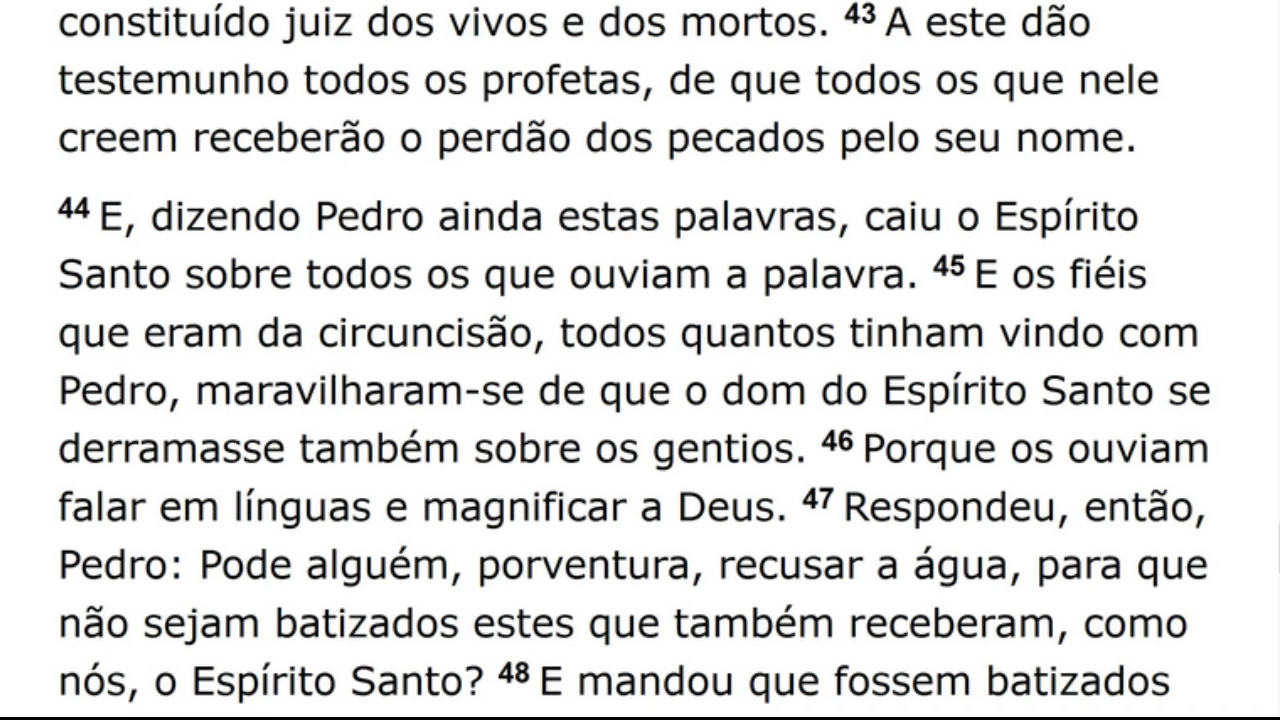 constituído juiz dos vivos e dos mortos. 43 A este dão
testemunho todos os profetas, de que todos os que nele
creem receberão o perdão dos pecados pelo seu nome.
44 E, dizendo Pedro ainda estas palavras, caiu o Espírito
Santo sobre todos os que ouviam a palavra. 45 E os fiéis
que eram da circuncisão, todos quantos tinham vindo com
Pedro, maravilharam-se de que o dom do Espírito Santo se
derramasse também sobre os gentios. 46 Porque os ouviam
falar em línguas e magnificar a Deus. 47 Respondeu, então,
Pedro: Pode alguém, porventura, recusar a água, para que
não sejam batizados estes que também receberam, como
nós, o Espírito Santo? 48 E mandou que fossem batizados